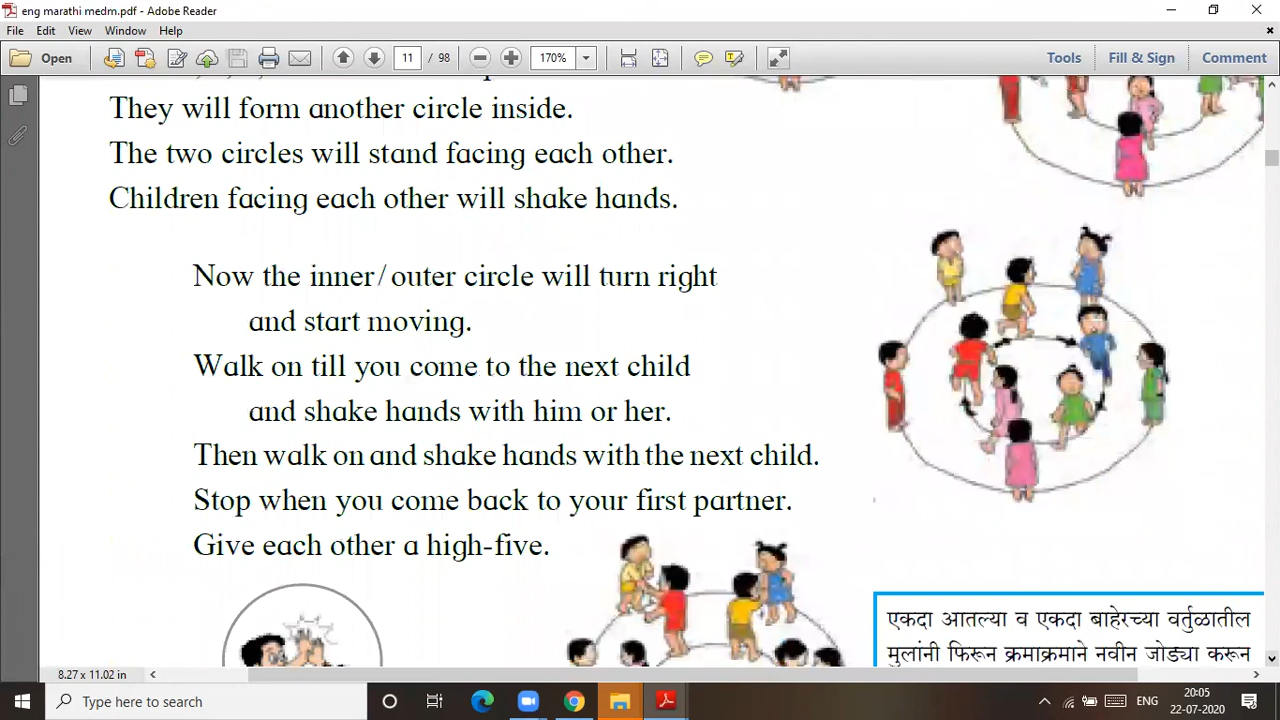 eng marathi medm.pdf - Adobe Reader
File Edit View Window Help
Open 11 / 98 170% Tools Fill & Sign Comment
They will form another circle inside.
The two circles will stand facing each other.
Children facing each other will shake hands.
Now the inner/outer circle will turn right
and start moving.
Walk on till you come to the next child
and shake hands with him or her.
Then walk on and shake hands with the next child.
Stop when you come back to your first partner.
Give each other a high-five.
एकदा आतल्या व एकदा बाहेरच्या वर्तुळातील
मुलांनी फिरून क्रमाक्रमाने नवीन जोड्या करून
8.27 x 11.02 in
Type here to search
ENG
20:05
22-07-2020